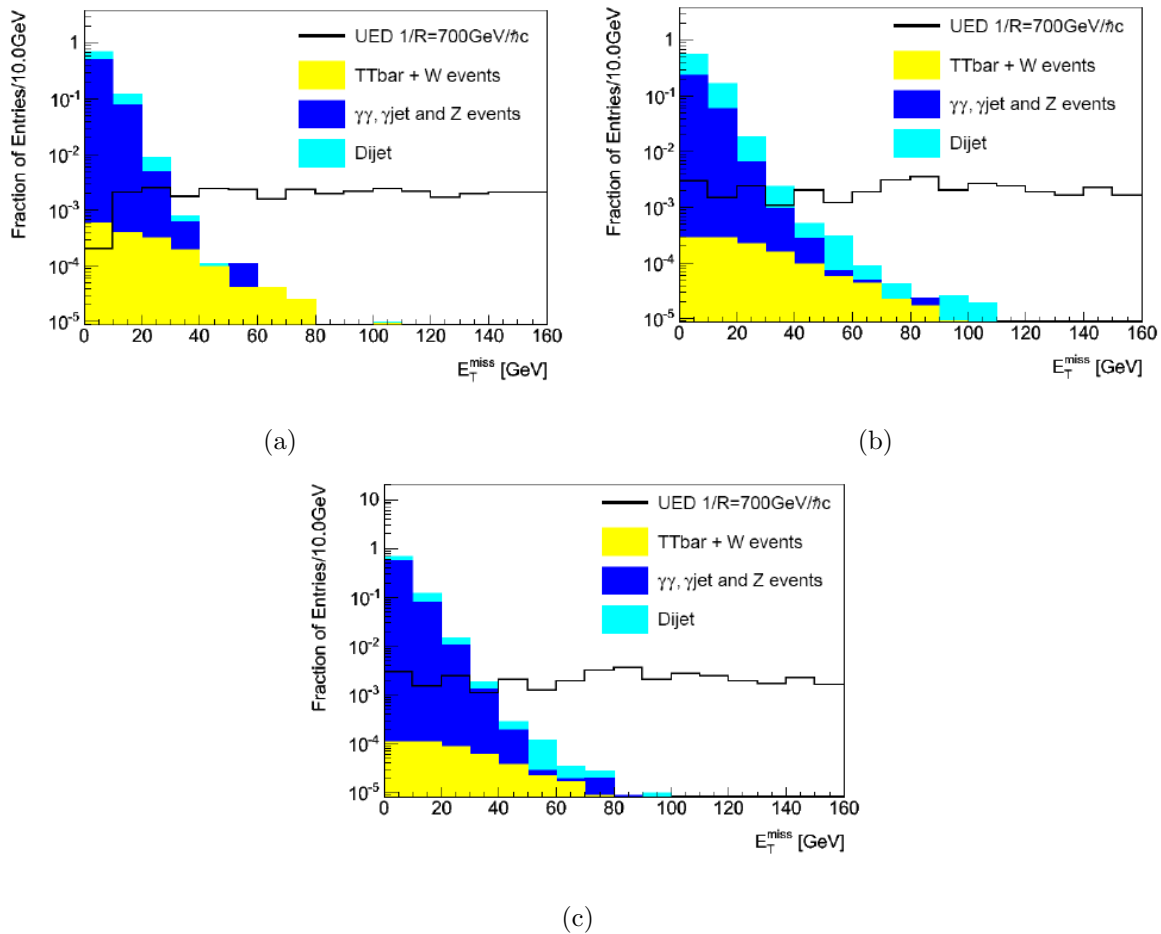 Fraction of Entries/10.0GeV
1
10⁻¹
10⁻²
10⁻³
10⁻⁴
10⁻⁵
UED 1/R=700GeV/ℏc
TTbar + W events
γγ, γjet and Z events
Dijet
0 20 40 60 80 100 120 140 160
E_T^miss [GeV]
(a)
Fraction of Entries/10.0GeV
1
10⁻¹
10⁻²
10⁻³
10⁻⁴
10⁻⁵
UED 1/R=700GeV/ℏc
TTbar + W events
γγ, γjet and Z events
Dijet
0 20 40 60 80 100 120 140 160
E_T^miss [GeV]
(b)
Fraction of Entries/10.0GeV
10
1
10⁻¹
10⁻²
10⁻³
10⁻⁴
10⁻⁵
UED 1/R=700GeV/ℏc
TTbar + W events
γγ, γjet and Z events
Dijet
0 20 40 60 80 100 120 140 160
E_T^miss [GeV]
(c)